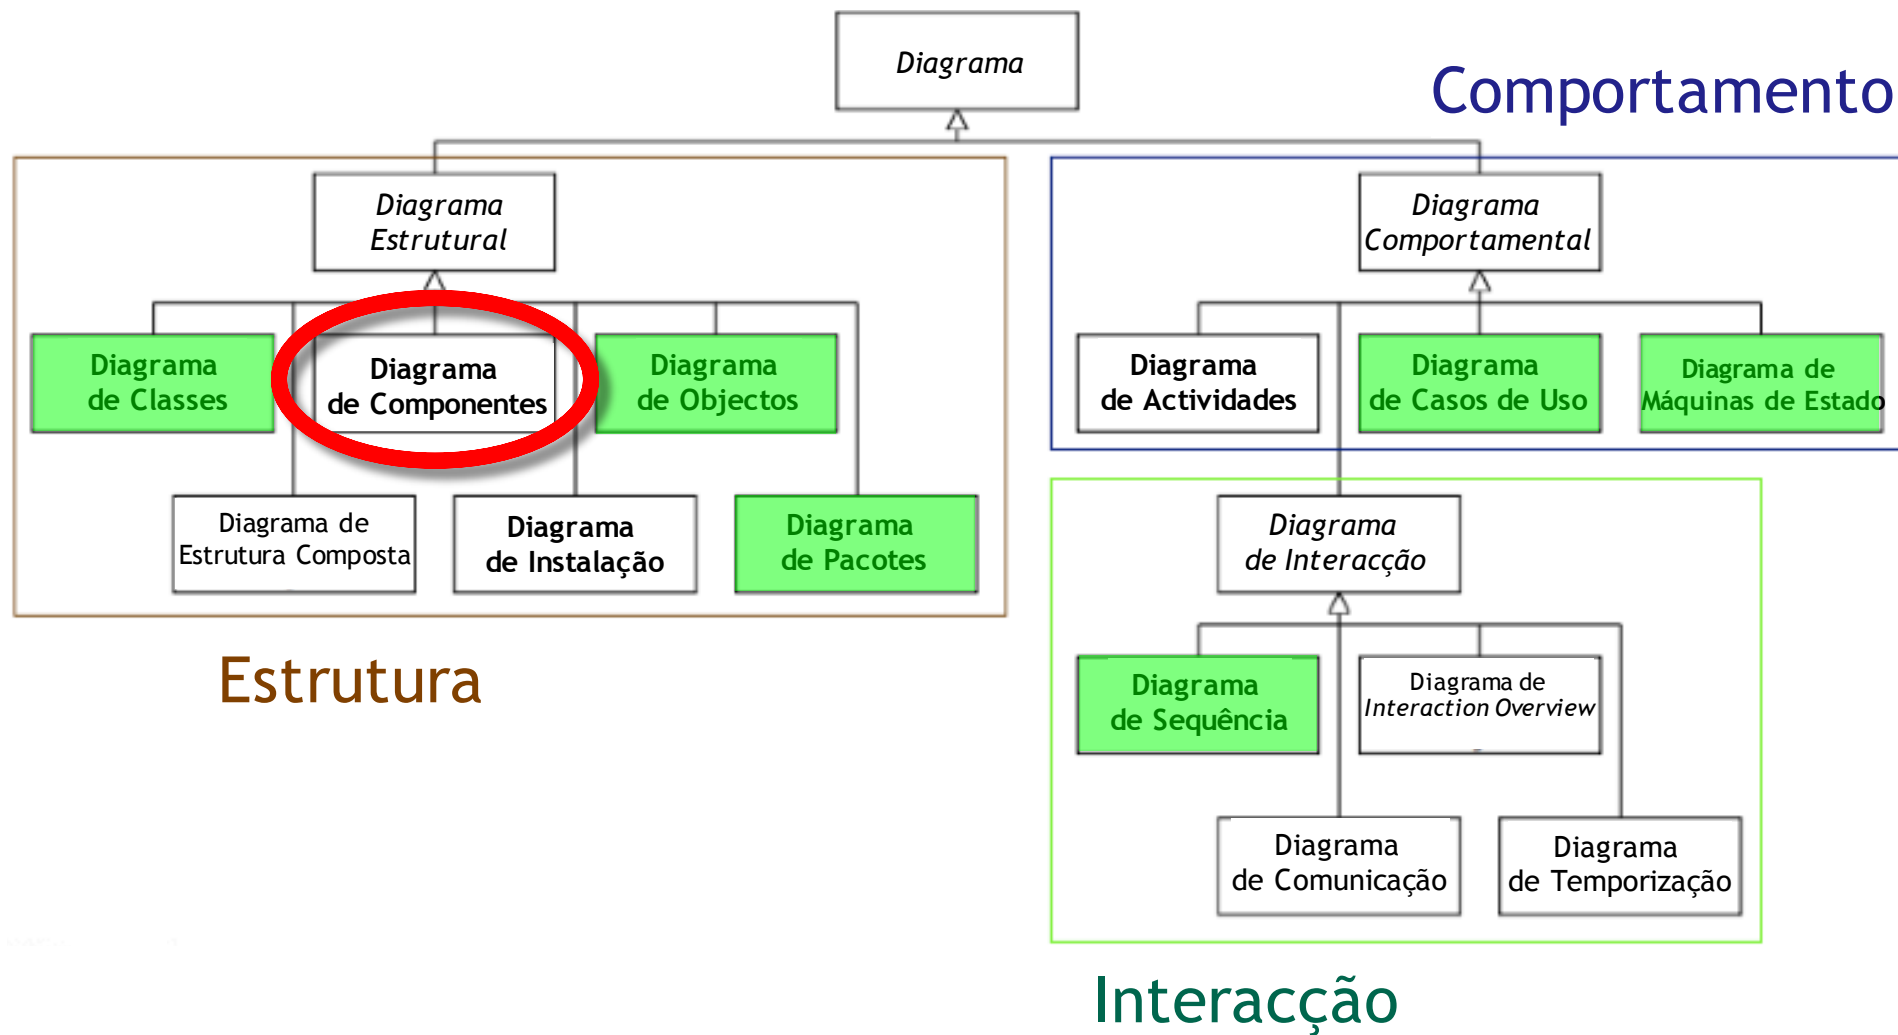 Diagrama
Comportamento
Diagrama
Estrutural
Diagrama
Comportamental
Diagrama
de Classes
Diagrama
de Componentes
Diagrama
de Objectos
Diagrama
de Actividades
Diagrama
de Casos de Uso
Diagrama de
Máquinas de Estado
Diagrama de
Estrutura Composta
Diagrama
de Instalação
Diagrama
de Pacotes
Diagrama
de Interacção
Estrutura
Diagrama
de Sequência
Diagrama de
Interaction Overview
Diagrama
de Comunicação
Diagrama
de Temporização
Interacção